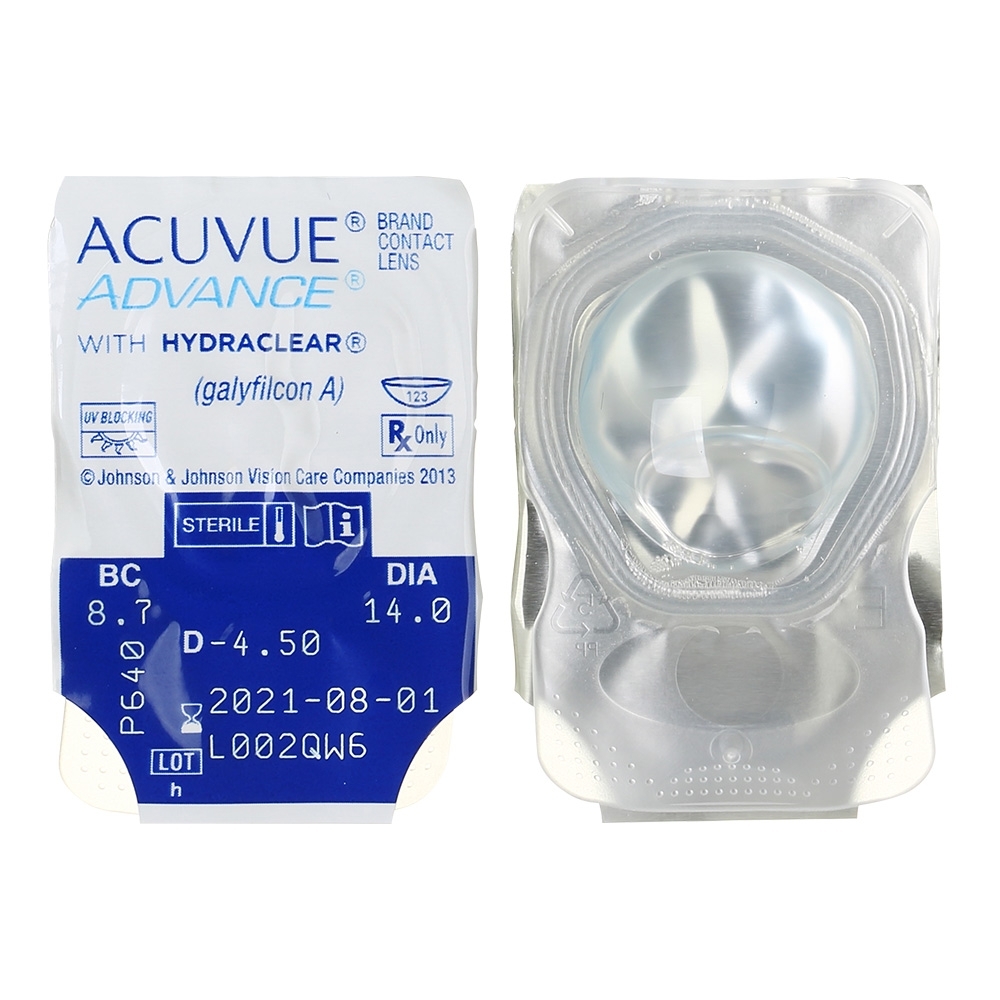 ACUVUE® BRAND
CONTACT
LENS
ADVANCE®
WITH HYDRACLEAR®
(galyfilcon A)
123
UV BLOCKING
Rx Only
©Johnson & Johnson Vision Care Companies 2013
STERILE i
BC DIA
8.7 14.0
D-4.50
P640
2021-08-01
LOT L002QW6
h
PP